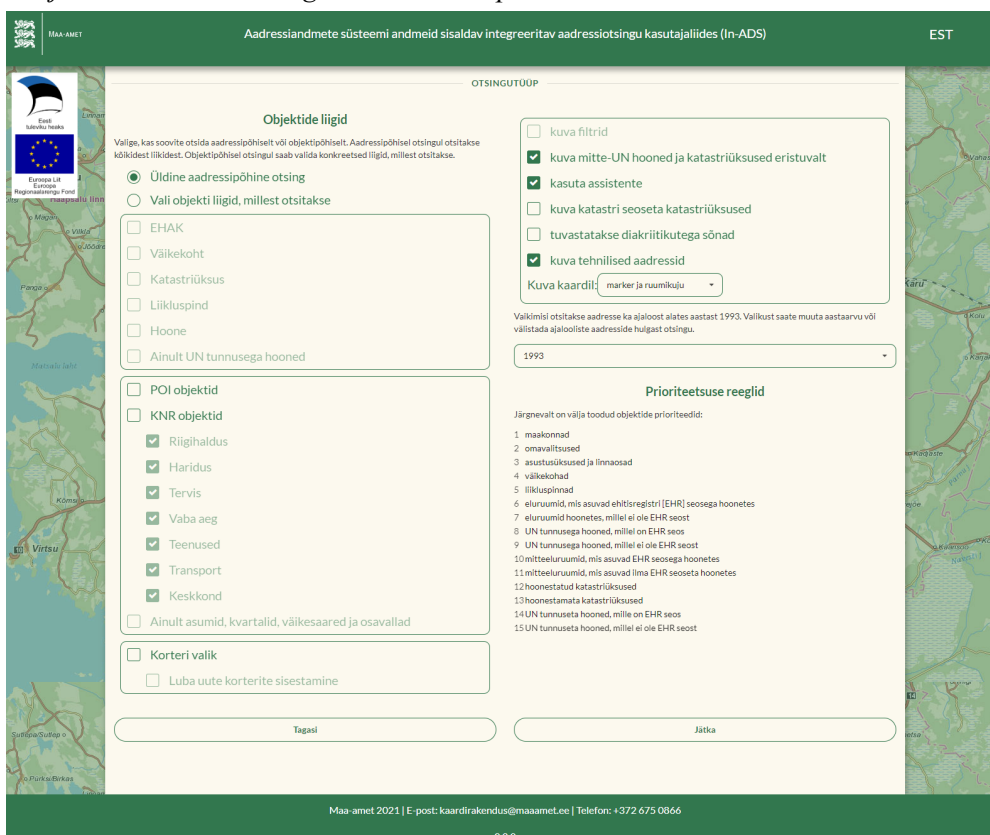 MAA-AMET
Aadressiandmete süsteemi andmeid sisaldav integreeritav aadressiotsingu kasutajaliides (In-ADS)
EST
Eesti
tuleviku heaks
Euroopa Liit
Euroopa
Regionaalarengu Fond
OTSINGUTÜÜP
Objektide liigid
Valige, kas soovite otsida aadressipõhiselt või objektipõhiselt. Aadressipõhisel otsingul otsitakse
kõikidest liikidest. Objektipõhisel otsingul saab valida konkreetsed liigid, millest otsitakse.
Üldine aadressipõhine otsing
Vali objekti liigid, millest otsitakse
EHAK
Väikekoht
Katastriüksus
Liikluspind
Hoone
Ainult UN tunnusega hooned
POI objektid
KNR objektid
Riigihaldus
Haridus
Tervis
Vaba aeg
Teenused
Transport
Keskkond
Ainult asumid, kvartalid, väikesaared ja osavallad
Korteri valik
Luba uute korterite sisestamine
Tagasi
kuva filtrid
kuva mitte-UN hooned ja katastriüksused eristuvalt
kasuta assistente
kuva katastri seoseta katastriüksused
tuvastatakse diakriitikutega sõnad
kuva tehnilised aadressid
Kuva kaardil: marker ja ruumikuju
Vaikimisi otsitakse aadresse ka ajaloost alates aastast 1993. Valikust saate muuta aastaarvu või
välistada ajalooliste aadresside hulgast otsingu.
1993
Prioriteetsuse reeglid
Järgnevalt on välja toodud objektide prioriteedid:
1 maakonnad
2 omavalitsused
3 asustusüksused ja linnaosad
4 väikekohad
5 liikluspinnad
6 eluruumid, mis asuvad ehitisregistri [EHR] seosega hoonetes
7 eluruumid hoonetes, millel ei ole EHR seost
8 UN tunnusega hooned, millel on EHR seos
9 UN tunnusega hooned, millel ei ole EHR seost
10 mitteeluruumid, mis asuvad EHR seosega hoonetes
11 mitteeluruumid, mis asuvad ilma EHR seoseta hoonetes
12 hoonestatud katastriüksused
13 hoonestamata katastriüksused
14 UN tunnuseta hooned, mille on EHR seos
15 UN tunnuseta hooned, millel ei ole EHR seost
Jätka
Matsalu laht
Virtsu
10
Kõmsi
Käru
Maa-amet 2021 | E-post: kaardirakendus@maaamet.ee | Telefon: +372 675 0866